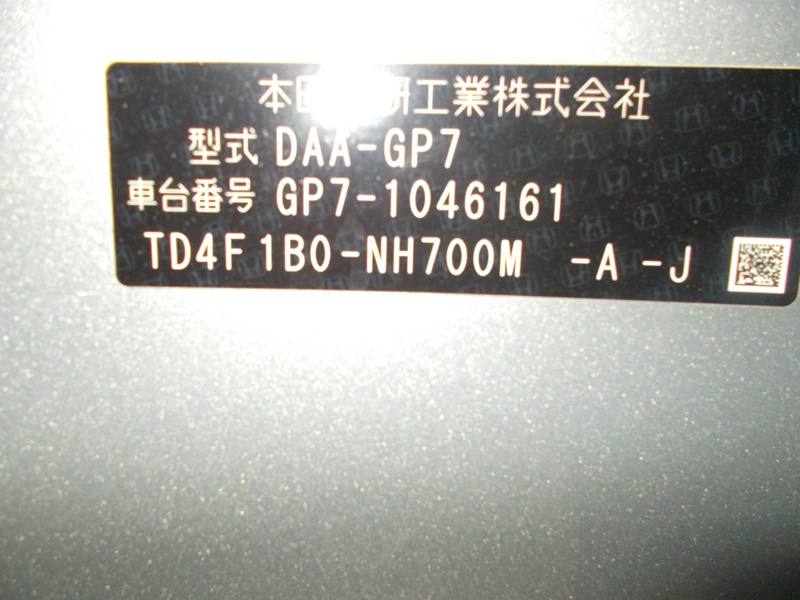 本田 研工業株式会社
型式 DAA-GP7
車台番号 GP7-1046161
TD4F1B0-NH700M -A -J